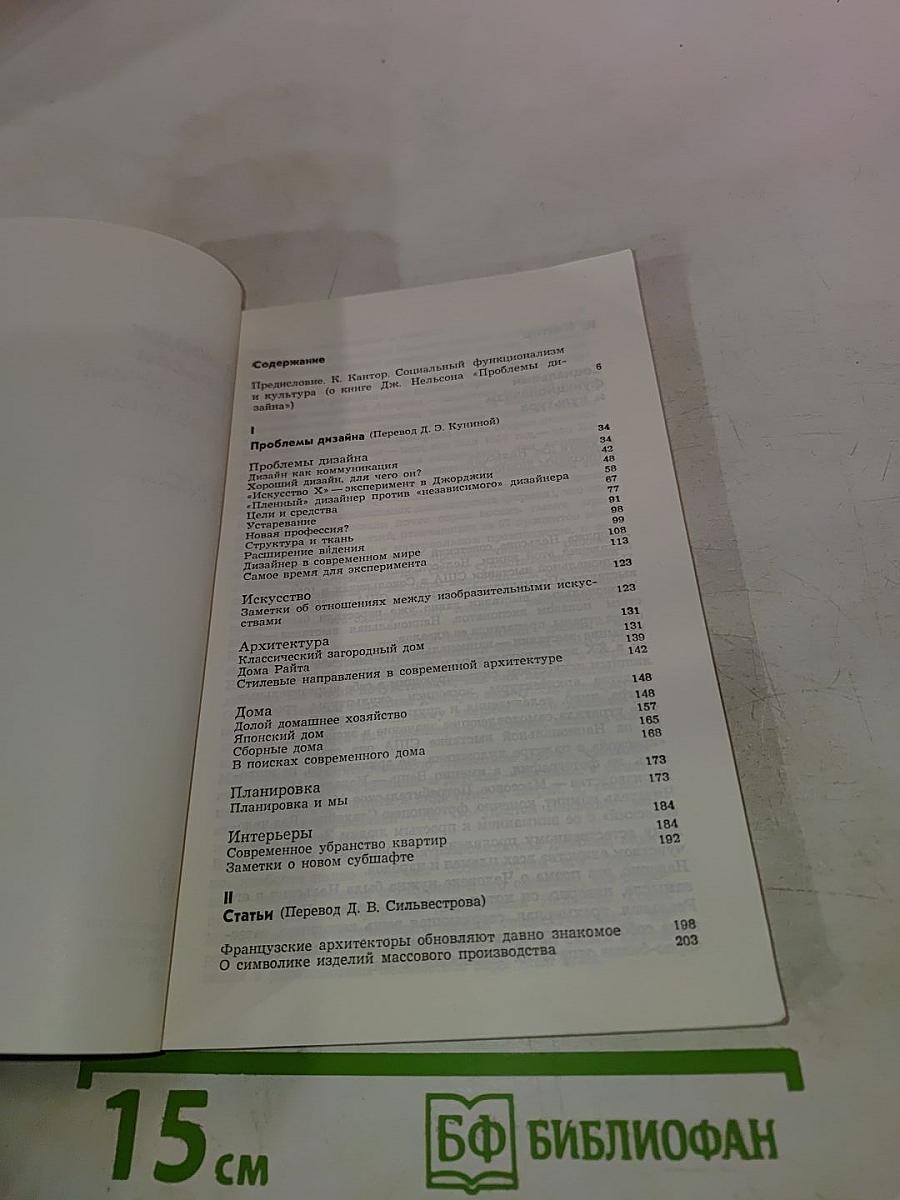 Содержание
Предисловие. К. Кантор. Социальный функционализм
и культура (о книге Дж. Нельсона «Проблемы ди-
зайна») 6
I
Проблемы дизайна (Перевод Д. Э. Куниной)
Проблемы дизайна 34
Дизайн как коммуникация 34
Хороший дизайн, для чего он? 42
«Искусство X» — эксперимент в Джорджии 48
«Пленный» дизайнер против «независимого» дизайнера 58
Цели и средства 67
Устаревание 77
Новая профессия? 91
Структура и ткань 98
Расширение ви́дения 99
Дизайнер в современном мире 108
Самое время для эксперимента 113
Искусство 123
Заметки об отношениях между изобразительными искус-
ствами 123
Архитектура 131
Классический загородный дом 131
Дома Райта 139
Стилевые направления в современной архитектуре 142
Дома 148
Долой домашнее хозяйство 148
Японский дом 157
Сборные дома 165
В поисках современного дома 168
Планировка 173
Планировка и мы 173
Интерьеры 184
Современное убранство квартир 184
Заметки о новом субшафте 192
II
Статьи (Перевод Д. В. Сильвестрова)
Французские архитекторы обновляют давно знакомое 198
О символике изделий массового производства 203
15 см
БФ БИБЛИОФАН